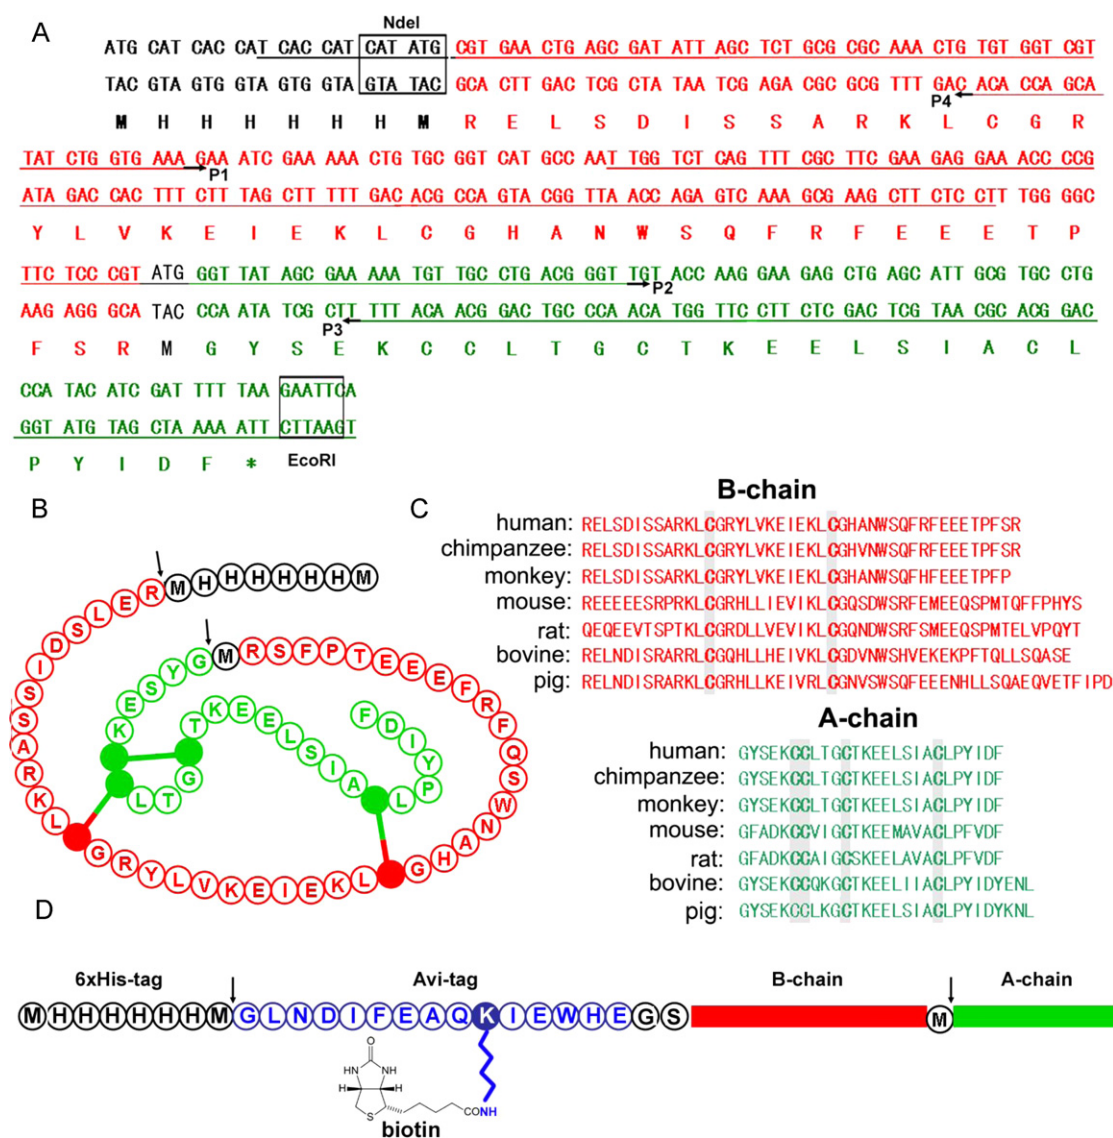 A
NdeI
ATG CAT CAC CAT CAC CAT CAT ATG CGT GAA CTG AGC GAT ATT AGC TCT GCG CGC AAA CTG TGT GGT CGT
TAC GTA GTG GTA GTG GTA GTA TAC GCA CTT GAC TCG CTA TAA TCG AGA CGC GCG TTT GAC ACA CCA GCA
P4
M H H H H H H M R E L S D I S S A R K L C G R
TAT CTG GTG AAA GAA ATC GAA AAA CTG TGC GGT CAT GCC AAT TGG TCT CAG TTT CGC TTC GAA GAG GAA ACC CCG
P1
ATA GAC CAC TTT CTT TAG CTT TTT GAC ACG CCA GTA CGG TTA ACC AGA GTC AAA GCG AAG CTT CTC CTT TGG GGC
Y L V K E I E K L C G H A N W S Q F R F E E E T P
TTC TCC CGT ATG GGT TAT AGC GAA AAA TGT TGC CTG ACG GGT TGT ACC AAG GAA GAG CTG AGC ATT GCG TGC CTG
P2
AAG AGG GCA TAC CCA ATA TCG CTT TTT ACA ACG GAC TGC CCA ACA TGG TTC CTT CTC GAC TCG TAA CGC ACG GAC
P3
F S R M G Y S E K C C L T G C T K E E L S I A C L
CCA TAC ATC GAT TTT TAA GAATTCA
GGT ATG TAG CTA AAA ATT CTTAAGT
P Y I D F * EcoRI
B
R E L S D I S S A R K L G R Y L V K E I E K L G H A N W S Q F R F E E E T P F S R M G Y S E K L T G T K E E L S I A L P Y I D F
M H H H H H H M
C
B-chain
human: RELSDISSARKLCGRYLVKEIEKLCGHANWSQFRFEEETPFSR
chimpanzee: RELSDISSARKLCGRYLVKEIEKLCGHVNWSQFRFEEETPFSR
monkey: RELSDISSARKLCGRYLVKEIEKLCGHANWSQFHFEEETPFP
mouse: REEEEESRPRKLCGRHLLIEVIKLCGQSDWSRFEMEEQSPMTQFFPHYS
rat: QEQEEVTSPTKLCGRDLLVEVIKLCGQNDWSRFSMEEQSPMTELVPQYT
bovine: RELNDISRARRLCGQHLLHEIVKLCGDVNWSHVEKEKPFTQLLSQASE
pig: RELNDISRARKLCGRHLLKEIVRLCGNVSWSQFEEENHLLSQAEQVETFIPD
A-chain
human: GYSEKCCLTGCTKEELSIACLPYIDF
chimpanzee: GYSEKCCLTGCTKEELSIACLPYIDF
monkey: GYSEKCCLTGCTKEELSIACLPYIDF
mouse: GFADKCCVIGCTKEEMAVACLPFVDF
rat: GFADKCCAIGCSKEELAVACLPFVDF
bovine: GYSEKCCQKGCTKEELIIACLPYIDYENL
pig: GYSEKCCLKGCTKEELSIACLPYIDYKNL
D
6xHis-tag Avi-tag B-chain A-chain
MHHHHHHMGLNDIFEAQKIEWHEGS M
O
HN NH
H H
S
CONH
biotin